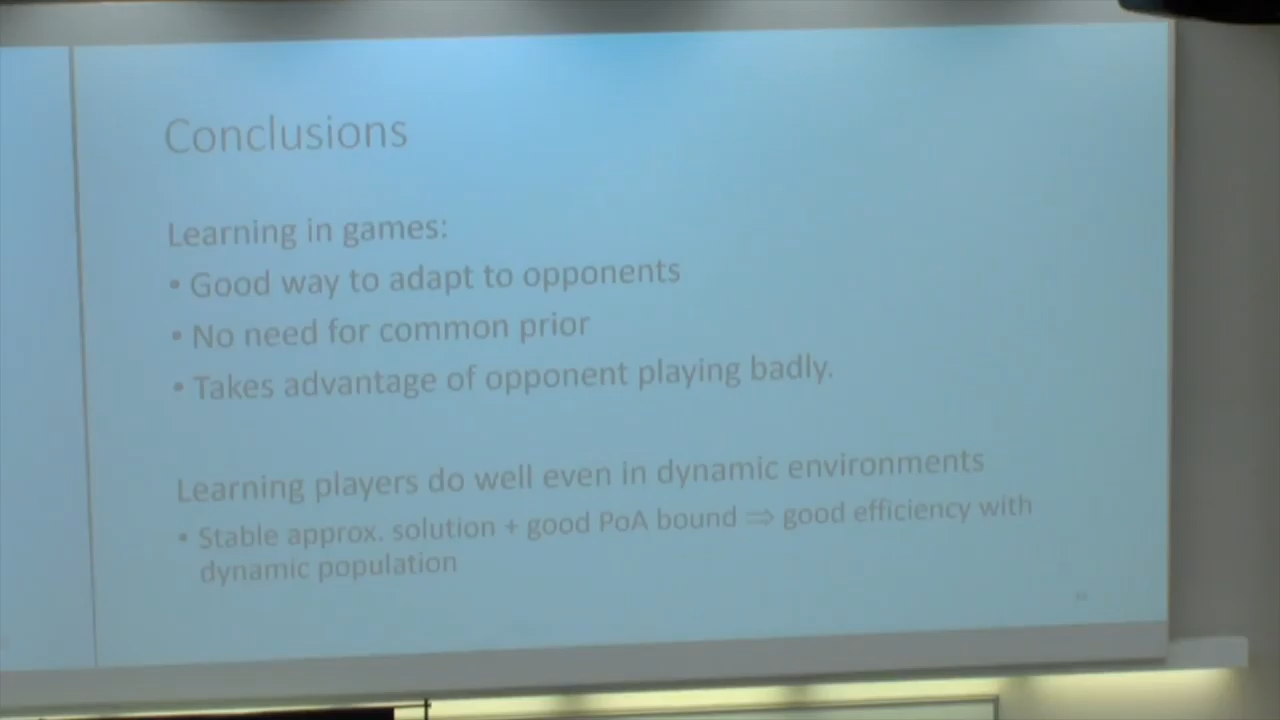 Conclusions
Learning in games:
• Good way to adapt to opponents
• No need for common prior
• Takes advantage of opponent playing badly.
Learning players do well even in dynamic environments
• Stable approx. solution + good PoA bound ⇒ good efficiency with
dynamic population